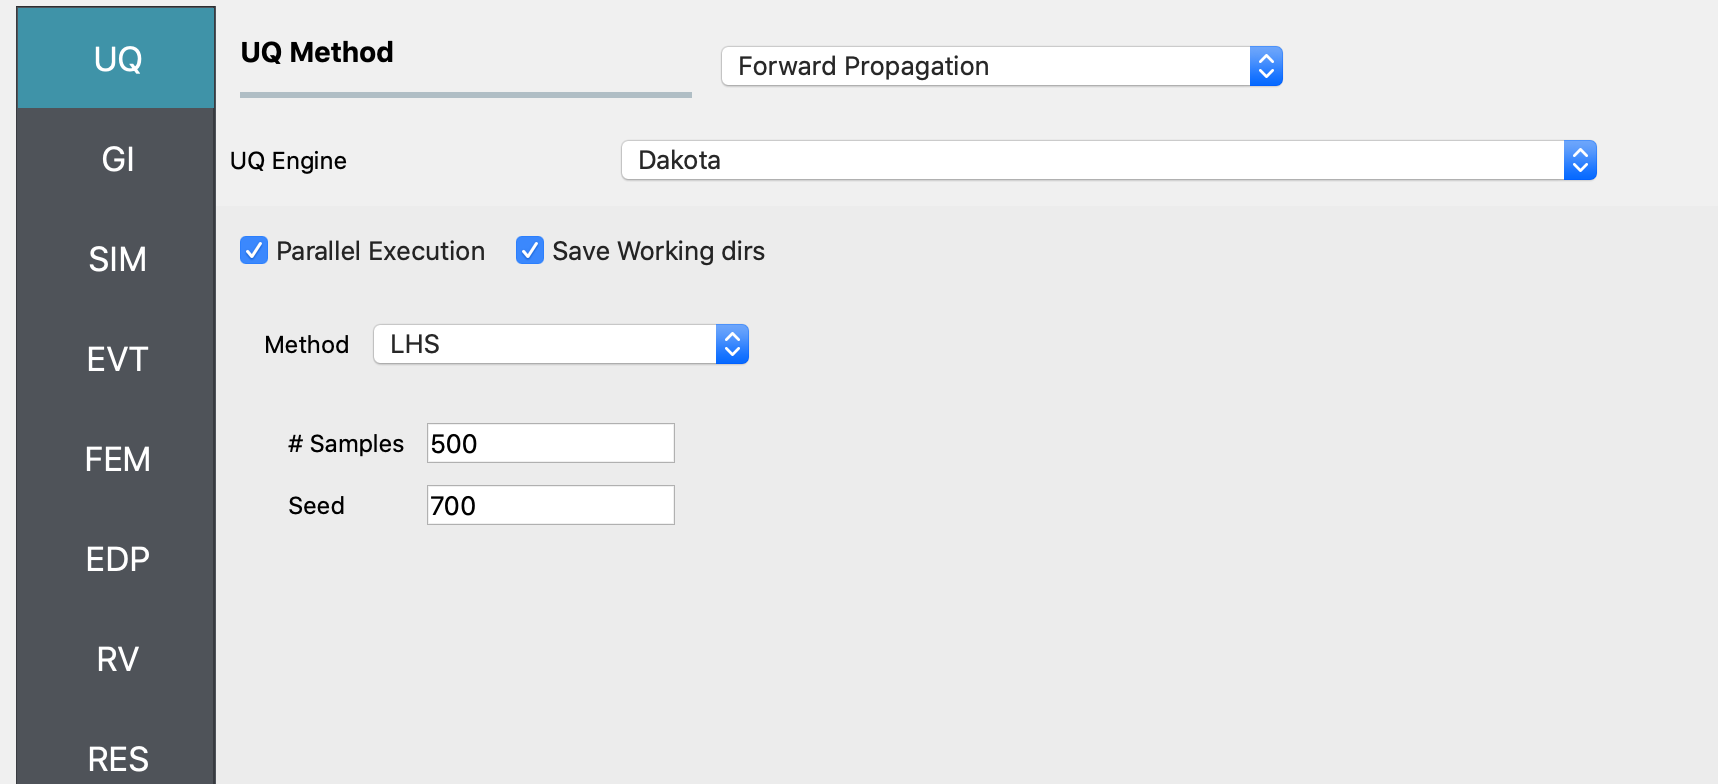 UQ
GI
SIM
EVT
FEM
EDP
RV
RES
UQ Method
Forward Propagation
UQ Engine
Dakota
Parallel Execution
Save Working dirs
Method
LHS
# Samples
500
Seed
700